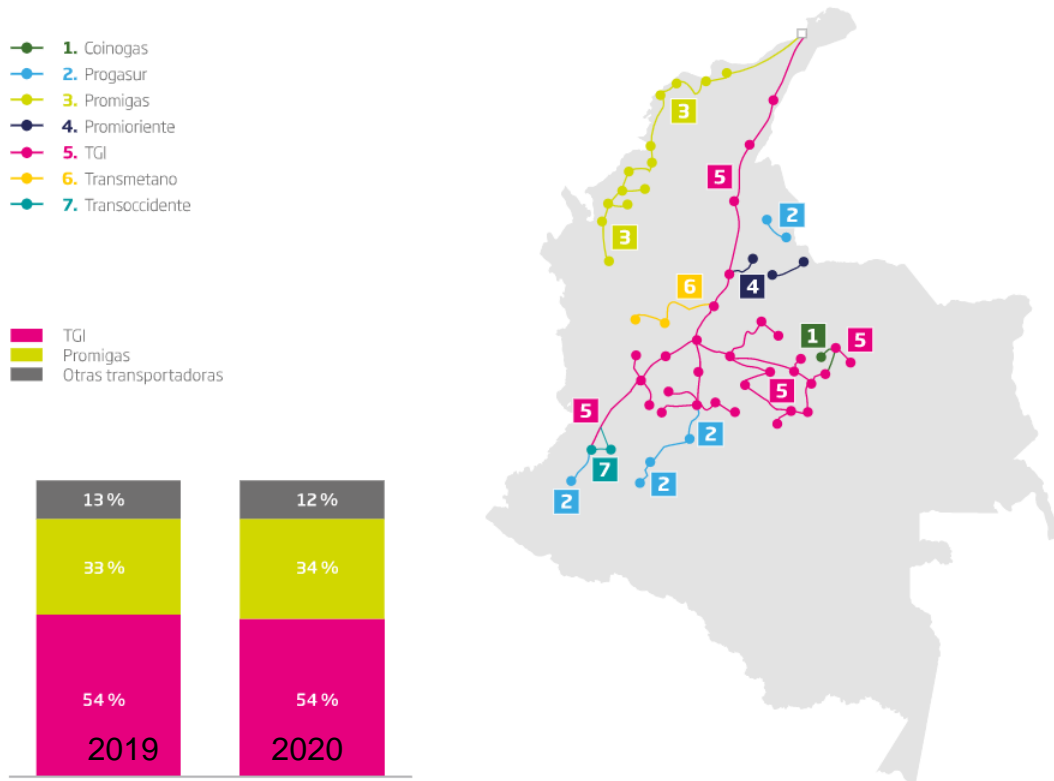 1. Coinogas
2. Progasur
3. Promigas
4. Promioriente
5. TGI
6. Transmetano
7. Transoccidente
TGI
Promigas
Otras transportadoras
13 %
12 %
33 %
34 %
54 %
54 %
2019
2020
3
5
2
3
4
6
1
5
5
5
2
7
2
2